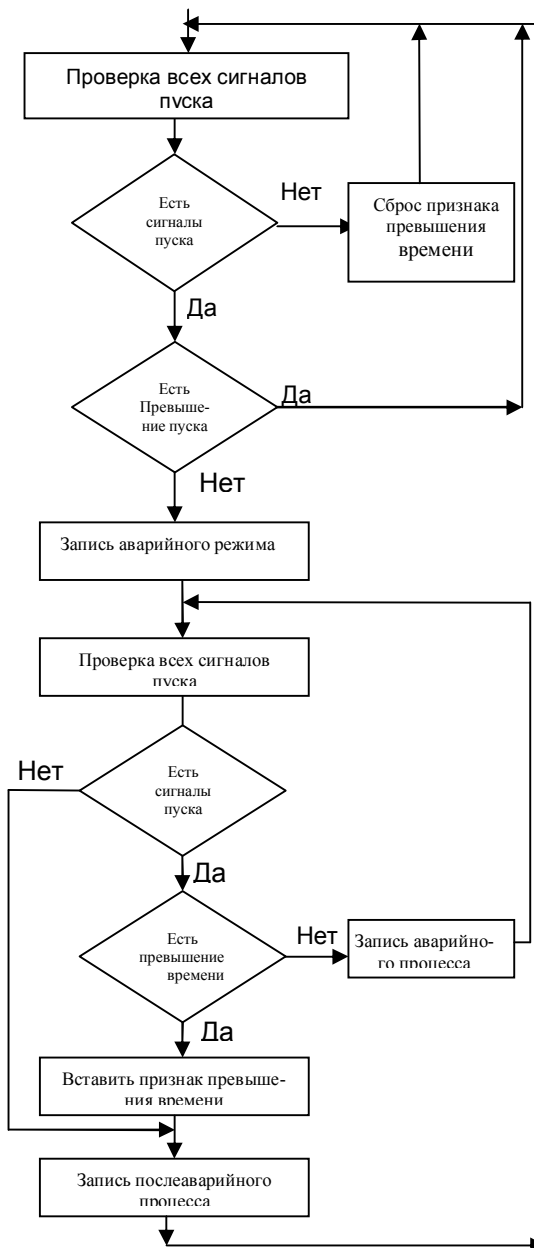 Проверка всех сигналов
пуска
Есть
сигналы
пуска
Нет
Сброс признака
превышения
времени
Да
Есть
Превыше-
ние пуска
Да
Нет
Запись аварийного режима
Проверка всех сигналов
пуска
Нет
Есть
сигналы
пуска
Да
Есть
превышение
времени
Нет
Запись аварийно-
го процесса
Да
Вставить признак превыше-
ния времени
Запись послеаварийного
процесса